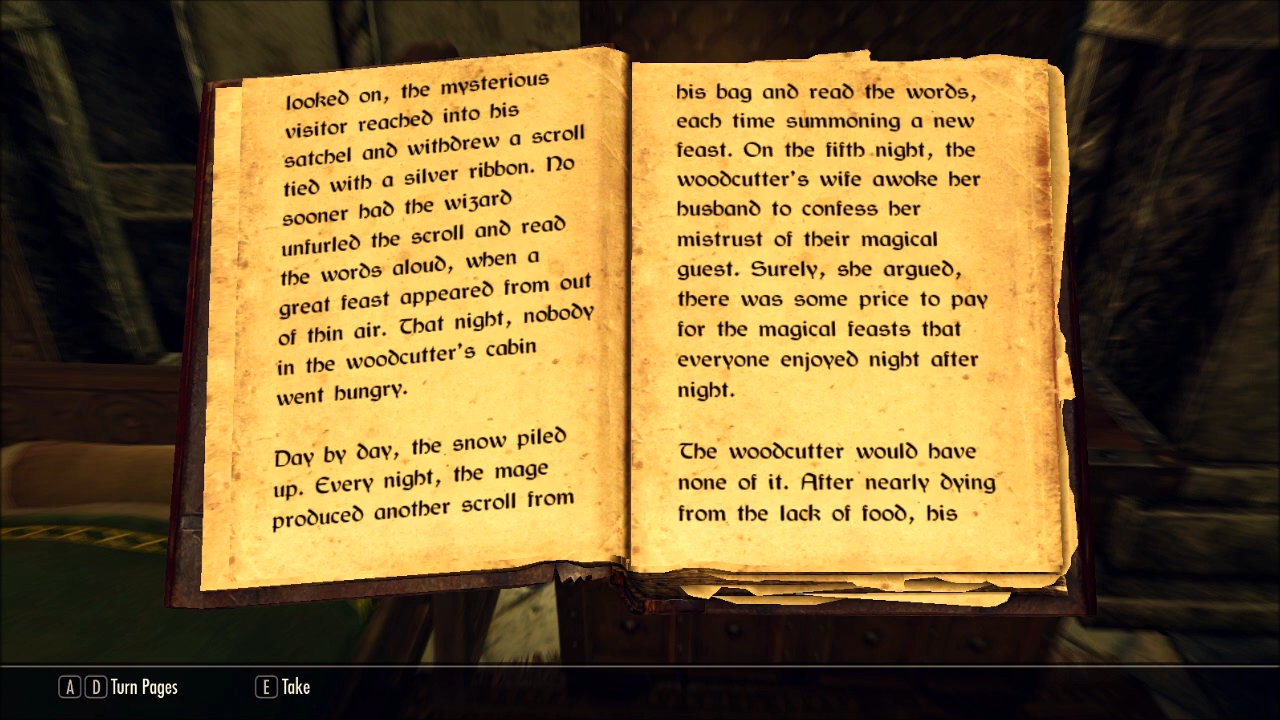 looked on, the mysterious
visitor reached into his
satchel and withdrew a scroll
tied with a silver ribbon. No
sooner had the wizard
unfurled the scroll and read
the words aloud, when a
great feast appeared from out
of thin air. That night, nobody
in the woodcutter's cabin
went hungry.
Day by day, the snow piled
up. Every night, the mage
produced another scroll from
his bag and read the words,
each time summoning a new
feast. On the fifth night, the
woodcutter's wife awoke her
husband to confess her
mistrust of their magical
guest. Surely, she argued,
there was some price to pay
for the magical feasts that
everyone enjoyed night after
night.
The woodcutter would have
none of it. After nearly dying
from the lack of food, his
A D Turn Pages
E Take